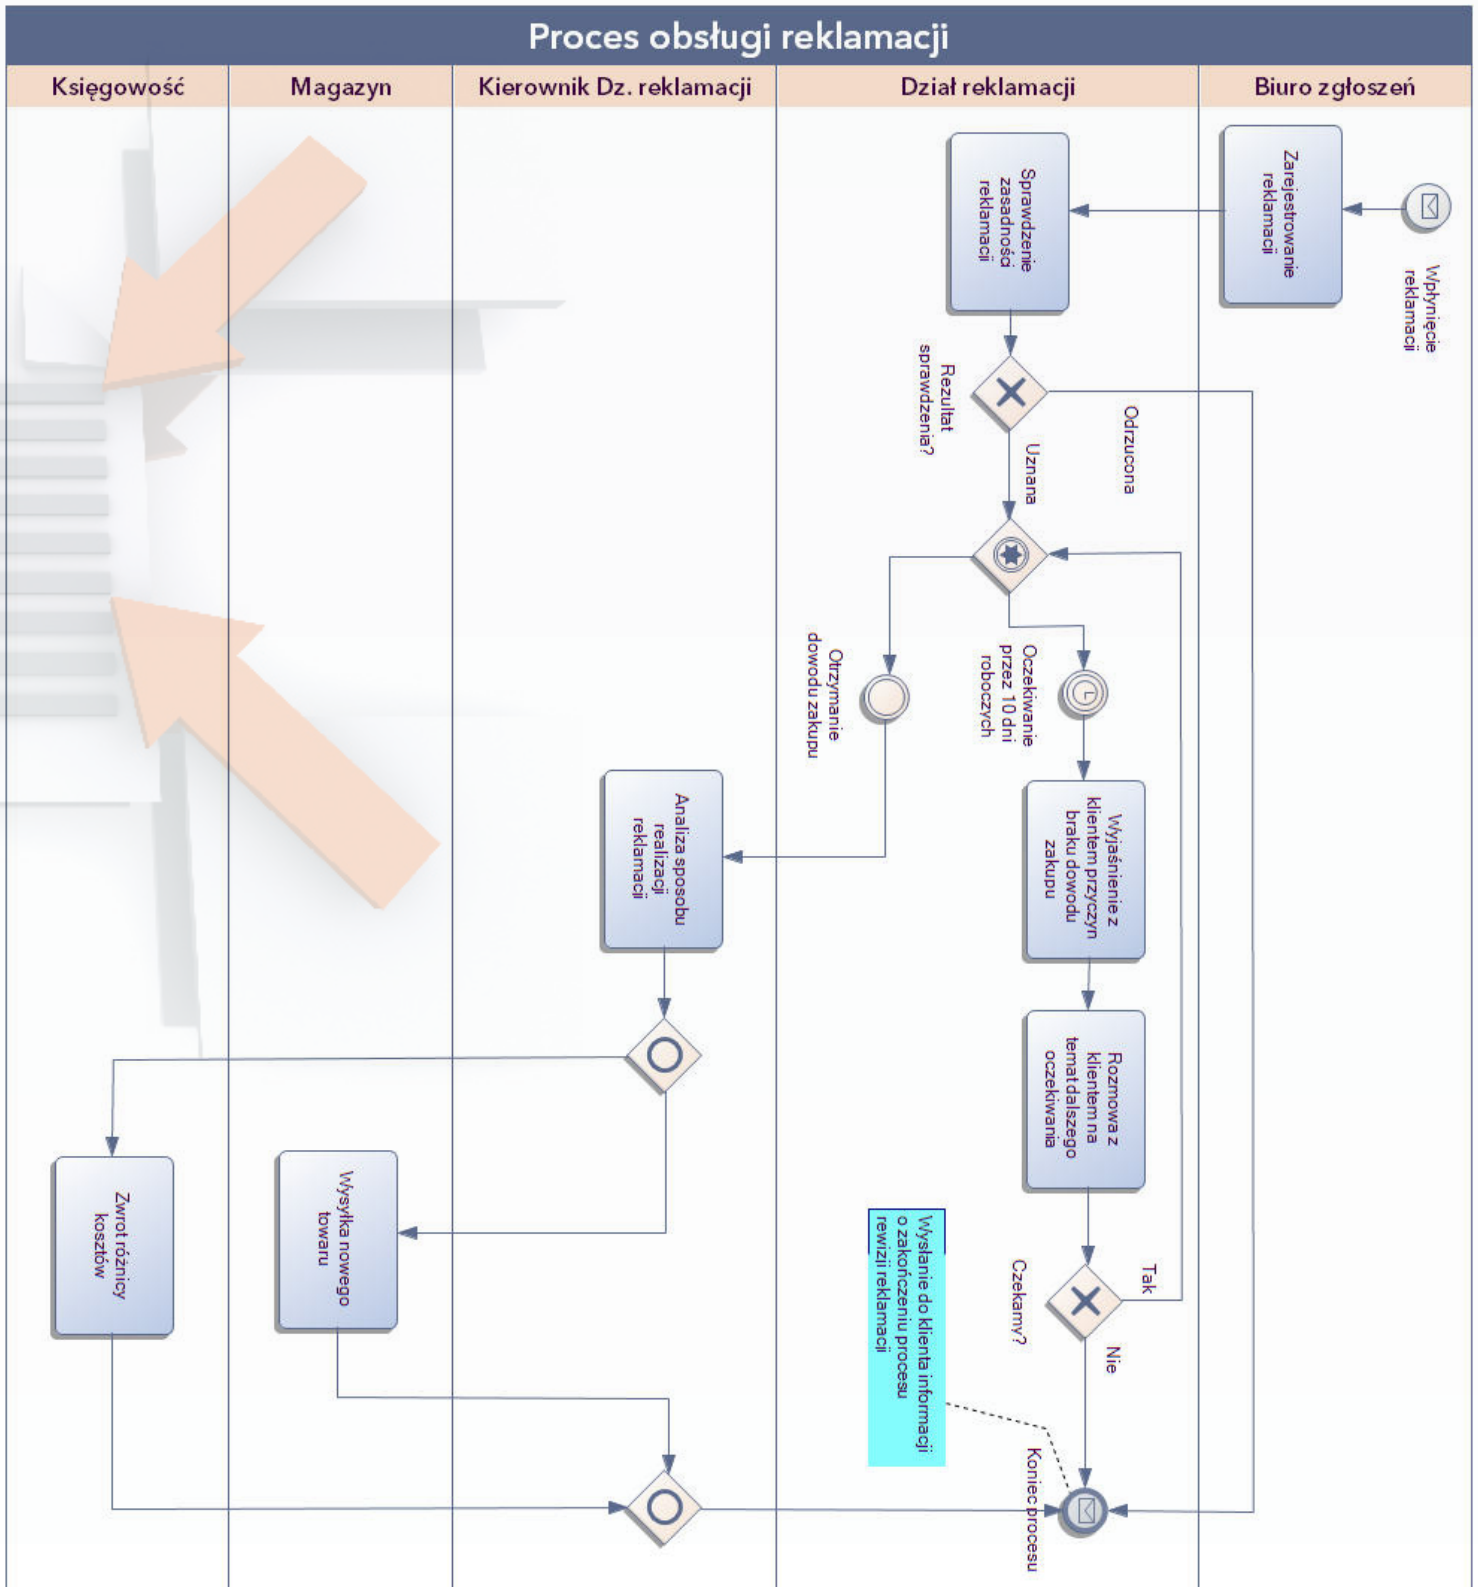 Proces obsługi reklamacji
Księgowość
Magazyn
Kierownik Dz. reklamacji
Dział reklamacji
Biuro zgłoszeń
Wpłynięcie
reklamacji
Zarejestrowanie
reklamacji
Sprawdzenie
zasadności
reklamacji
Rezultat
sprawdzenia?
Odrzucona
Uznana
Oczekiwanie
przez 10 dni
roboczych
Otrzymanie
dowodu zakupu
Wyjaśnienie z
klientem przyczyn
braku dowodu
zakupu
Analiza sposobu
realizacji
reklamacji
Rozmowa z
klientem na
temat dalszego
oczekiwania
Tak
Czekamy?
Nie
Wysyłka nowego
towaru
Zwrot różnicy
kosztów
Wysłanie do klienta informacji
o zakończeniu procesu
rewizji reklamacji
Koniec procesu